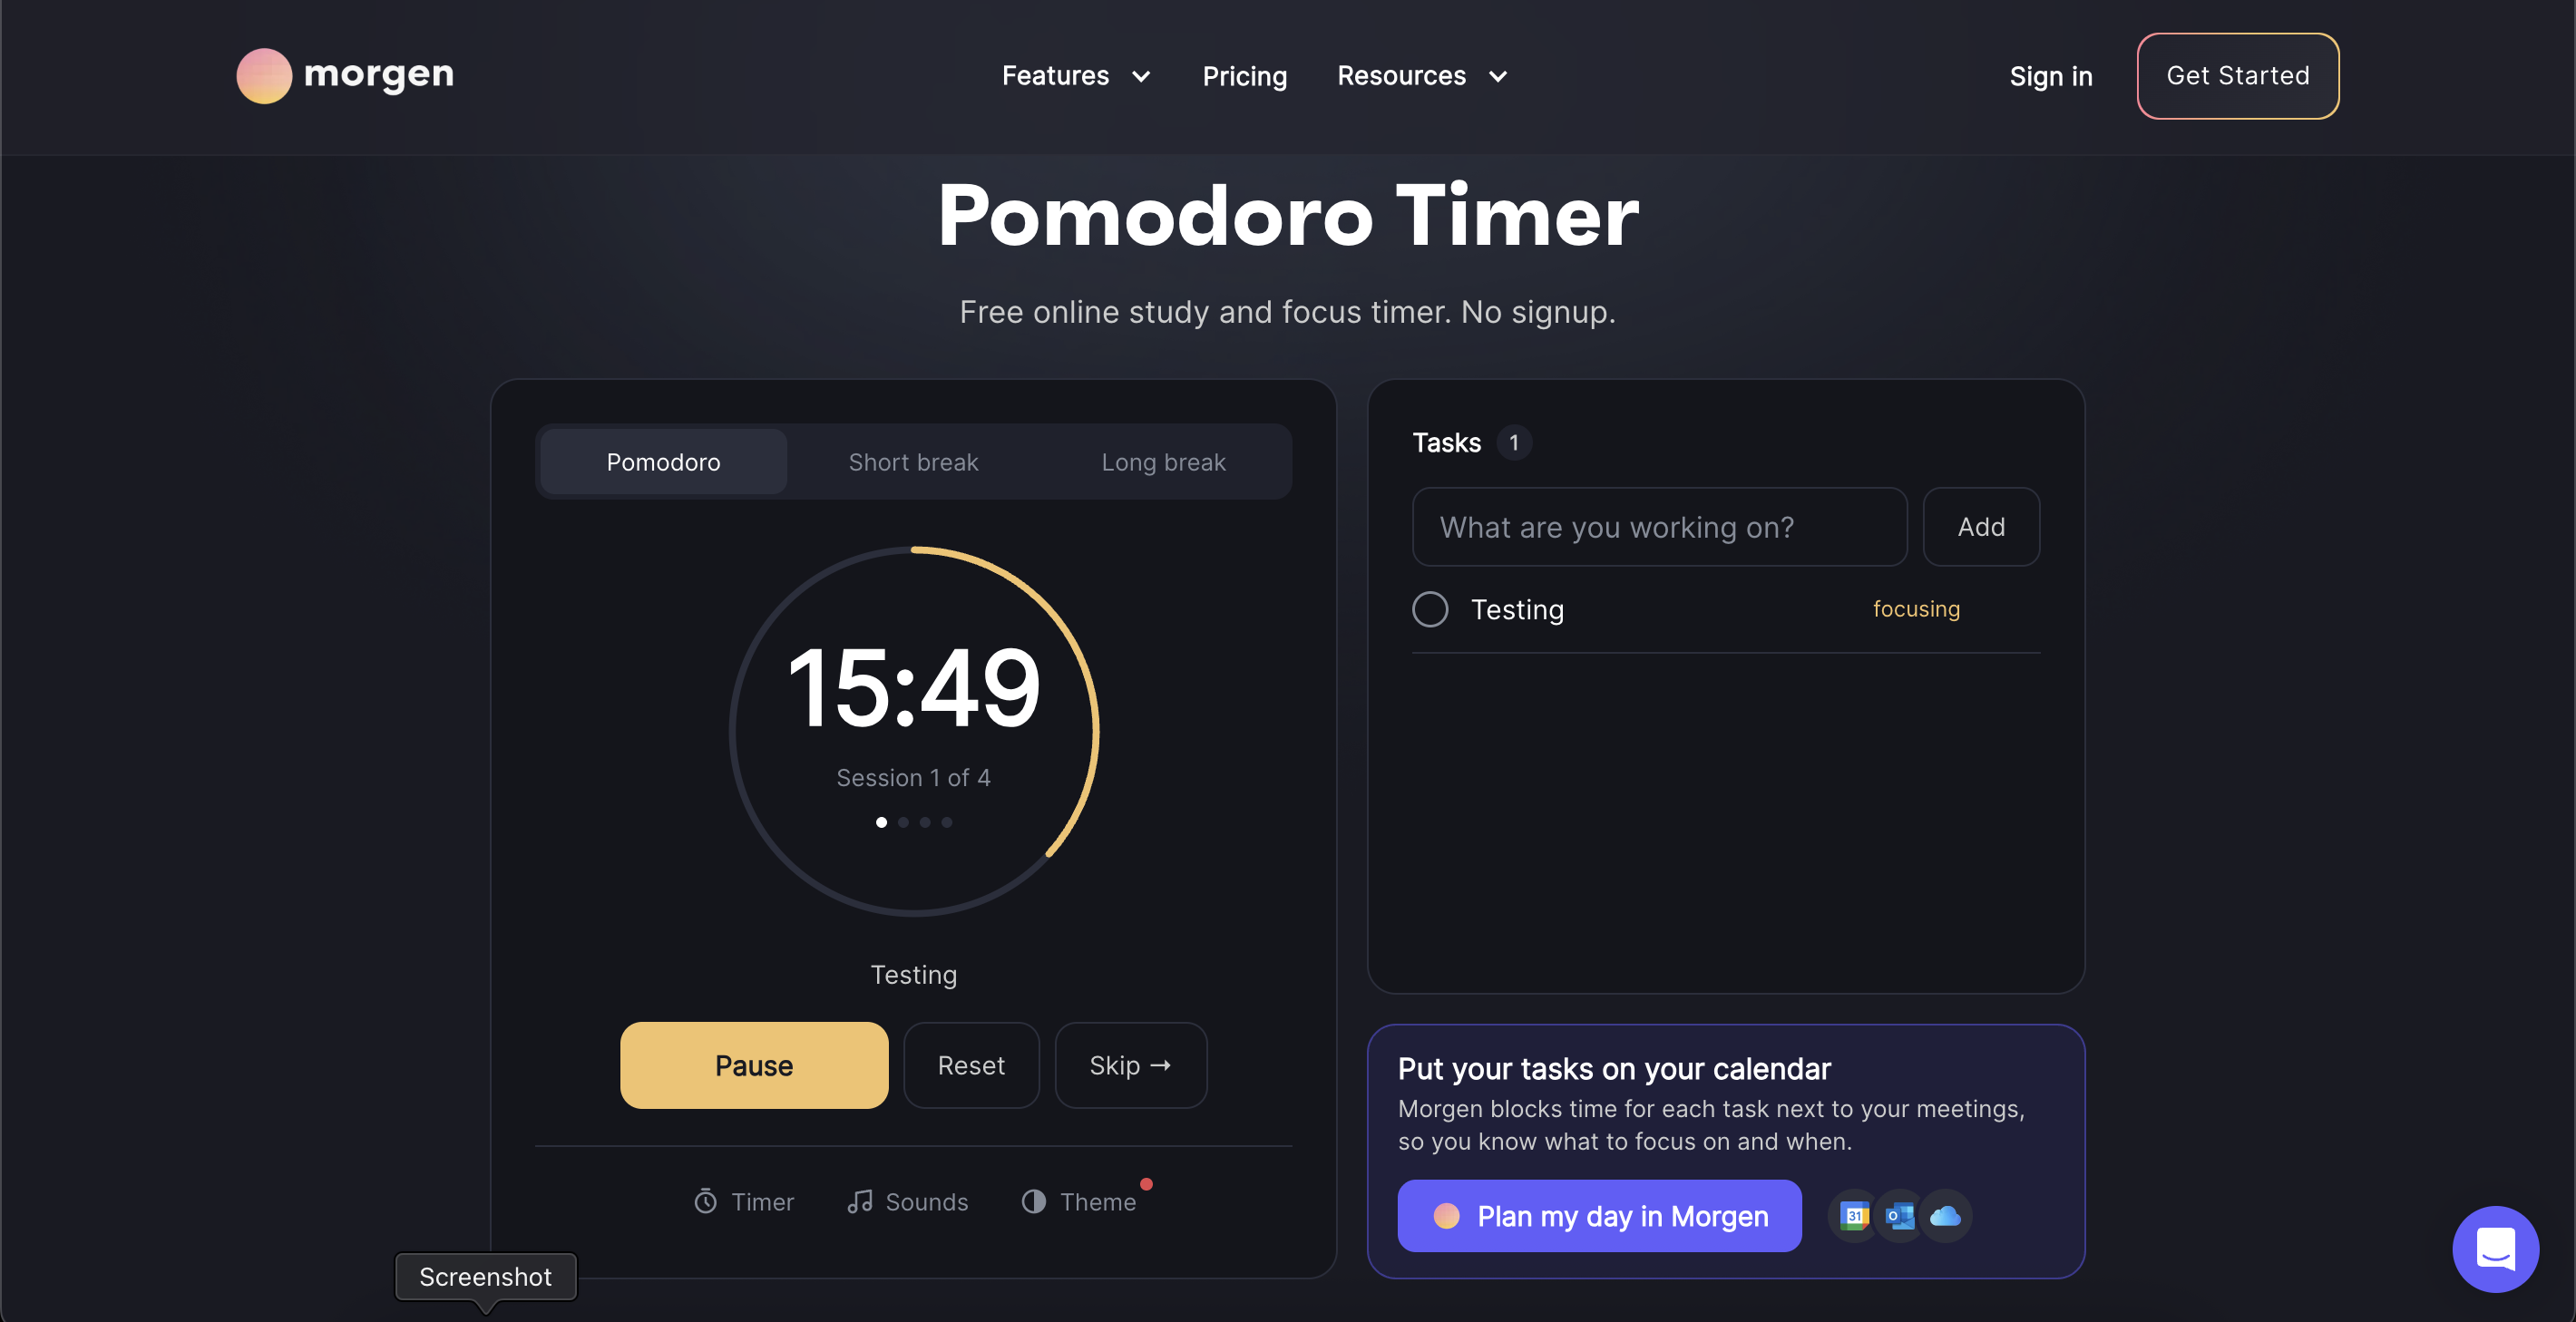 morgen
Features
Pricing
Resources
Sign in
Get Started
Pomodoro Timer
Free online study and focus timer. No signup.
Pomodoro
Short break
Long break
15:49
Session 1 of 4
Testing
Pause
Reset
Skip →
Timer
Sounds
Theme
Tasks 1
What are you working on?
Add
Testing
focusing
Put your tasks on your calendar
Morgen blocks time for each task next to your meetings,
so you know what to focus on and when.
Plan my day in Morgen
31
O
Screenshot